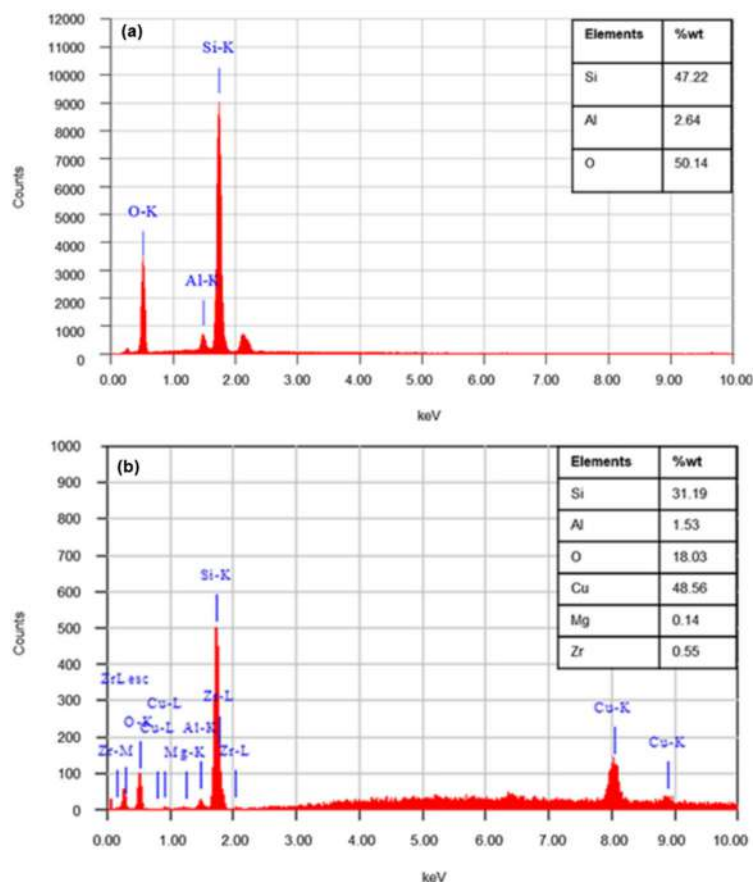 (a)
Counts
12000
11000
10000
9000
8000
7000
6000
5000
4000
3000
2000
1000
0
Si-K
O-K
Al-K
Elements %wt
Si 47.22
Al 2.64
O 50.14
0.00 1.00 2.00 3.00 4.00 5.00 6.00 7.00 8.00 9.00 10.00
keV
(b)
Counts
1000
900
800
700
600
500
400
300
200
100
0
Si-K
ZrLesc
Cu-L Zr-L
O-K Cu-L Al-K
Zr-M Mg-K Zr-L
Cu-K
Cu-K
Elements %wt
Si 31.19
Al 1.53
O 18.03
Cu 48.56
Mg 0.14
Zr 0.55
0.00 1.00 2.00 3.00 4.00 5.00 6.00 7.00 8.00 9.00 10.00
keV